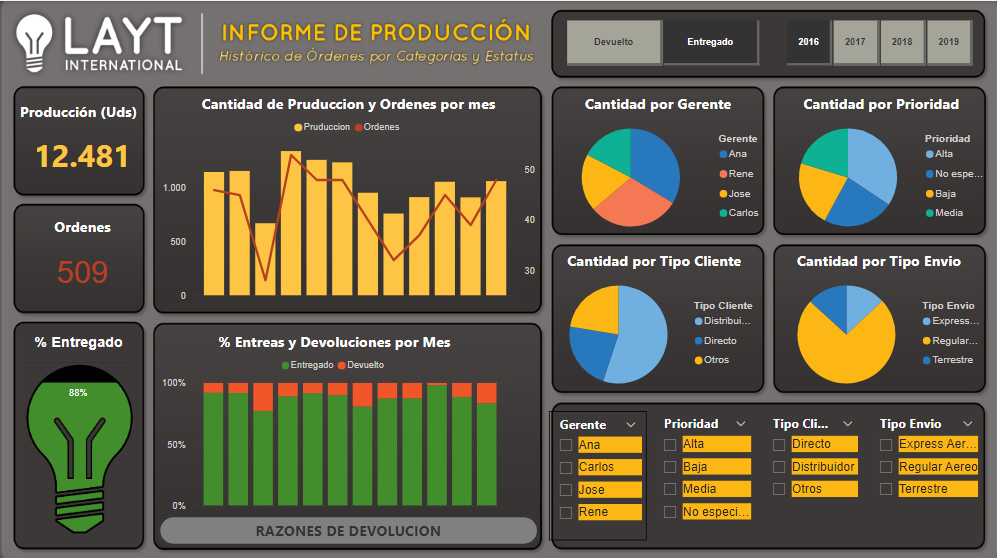 LAYT
INTERNATIONAL
INFORME DE PRODUCCIÓN
Histórico de Órdenes por Categorías y Estatus
Devuelto
Entregado
2016
2017
2018
2019
Producción (Uds)
12.481
Ordenes
509
% Entregado
88%
Cantidad de Pruduccion y Ordenes por mes
Pruduccion Ordenes
1.000
500
0
50
40
30
% Entreas y Devoluciones por Mes
Entregado Devuelto
100%
50%
0%
RAZONES DE DEVOLUCION
Cantidad por Gerente
Gerente
Ana
Rene
Jose
Carlos
Cantidad por Prioridad
Prioridad
Alta
No espe...
Baja
Media
Cantidad por Tipo Cliente
Tipo Cliente
Distribui...
Directo
Otros
Cantidad por Tipo Envio
Tipo Envio
Express...
Regular...
Terrestre
Gerente
Ana
Carlos
Jose
Rene
Prioridad
Alta
Baja
Media
No especi...
Tipo Cli...
Directo
Distribuidor
Otros
Tipo Envio
Express Aer...
Regular Aereo
Terrestre